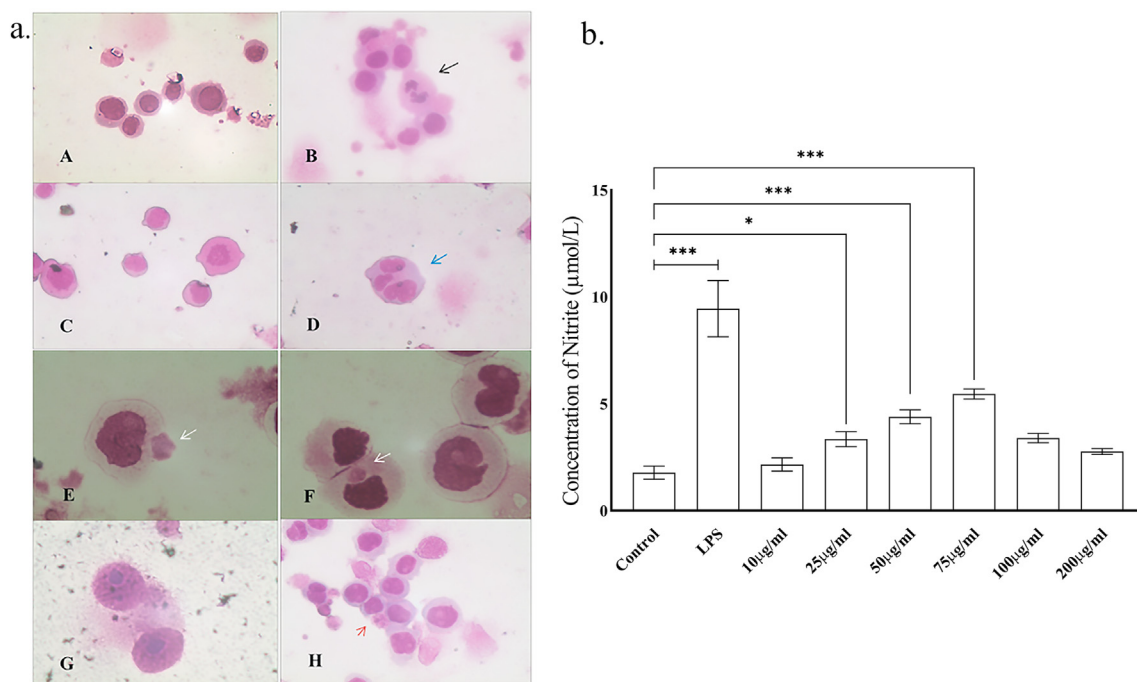 a.
A
B
C
D
E
F
G
H
b.
Concentration of Nitrite (μmol/L)
15
10
5
0
***
***
*
***
Control
LPS
10μg/ml
25μg/ml
50μg/ml
75μg/ml
100μg/ml
200μg/ml